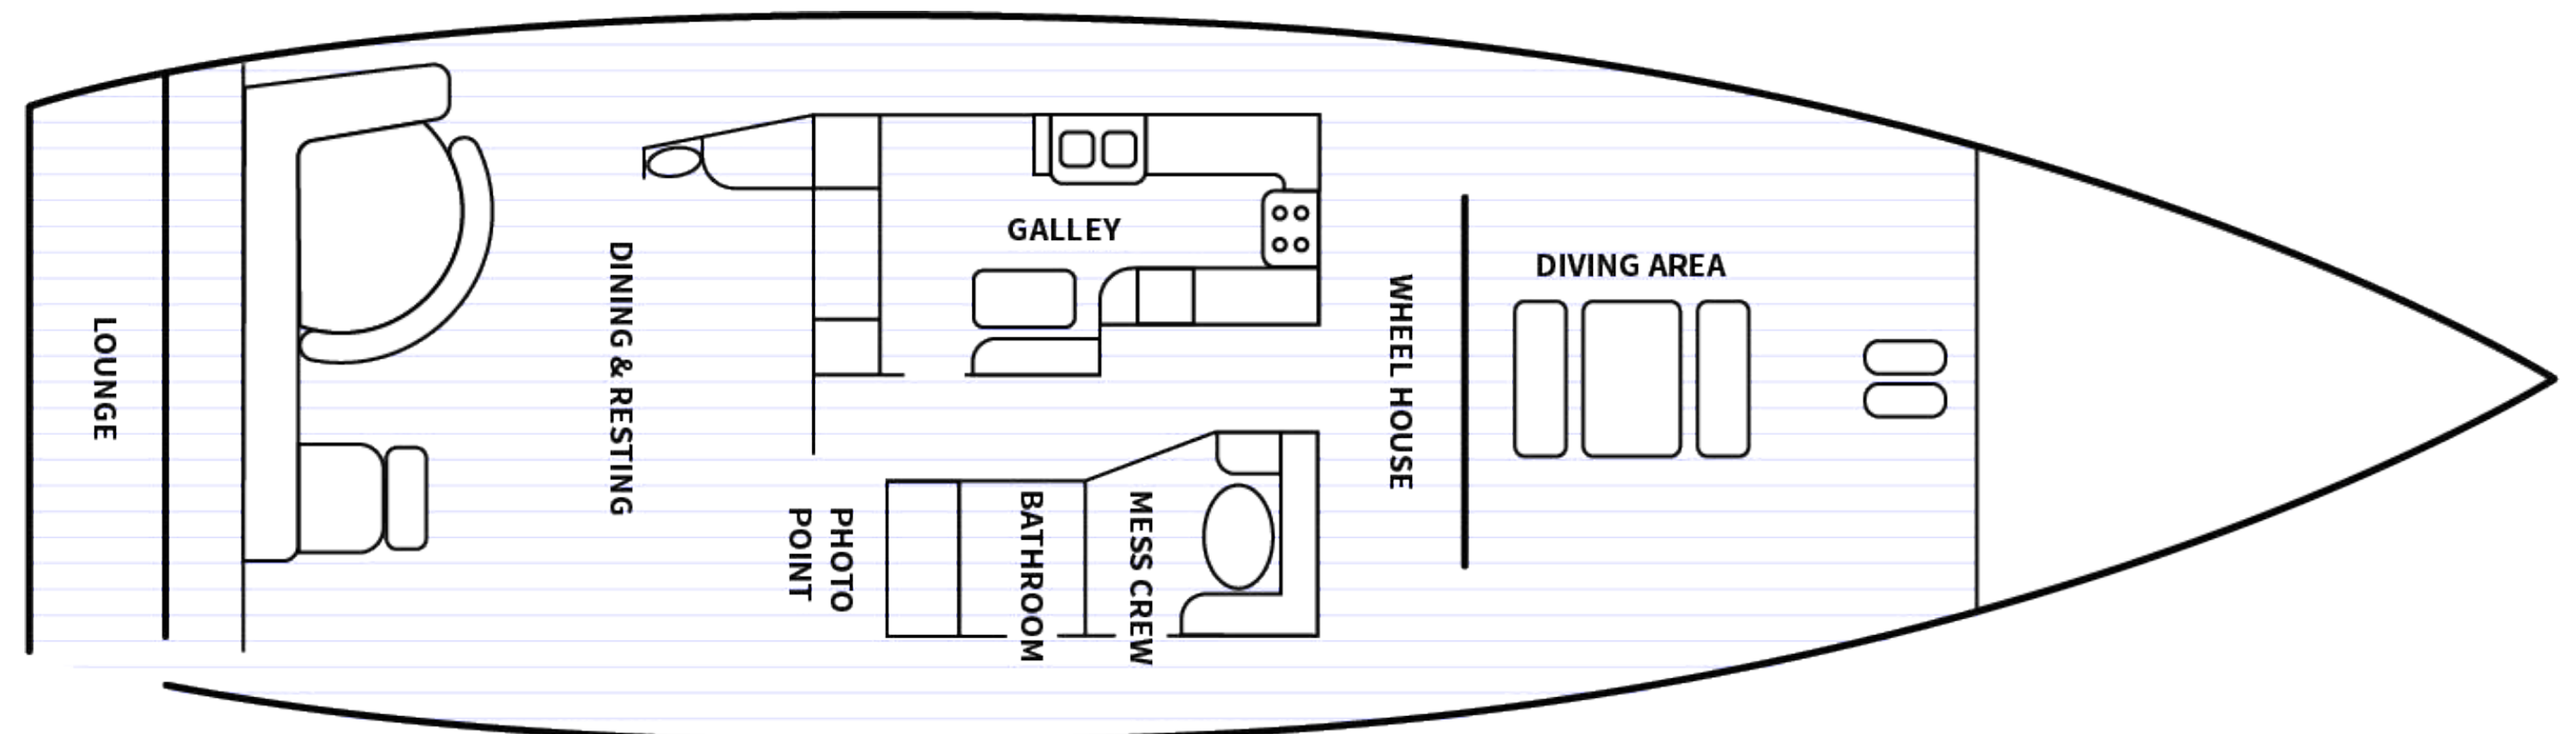 LOUNGE
DINING & RESTING
GALLEY
PHOTO
POINT
BATHROOM
MESS CREW
WHEEL HOUSE
DIVING AREA